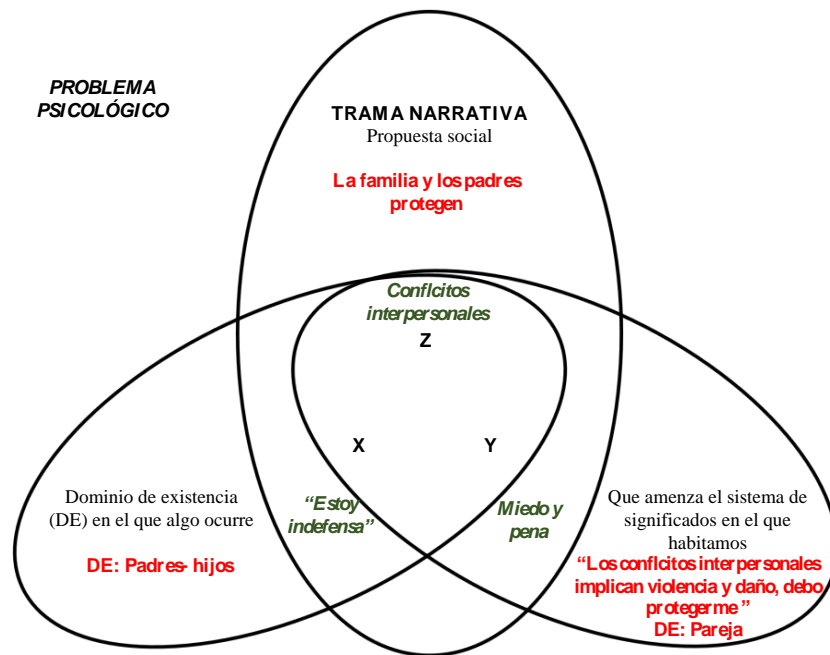 PROBLEMA
PSICOLÓGICO
TRAMA NARRATIVA
Propuesta social
La familia y los padres
protegen
Conflcitos
interpersonales
Z
X
Y
Dominio de existencia
(DE) en el que algo ocurre
DE: Padres- hijos
“Estoy
indefensa”
Miedo y
pena
Que amenza el sistema de
significados en el que
habitamos
“Los conflcitos interpersonales
implican violencia y daño, debo
protegerme ”
DE: Pareja